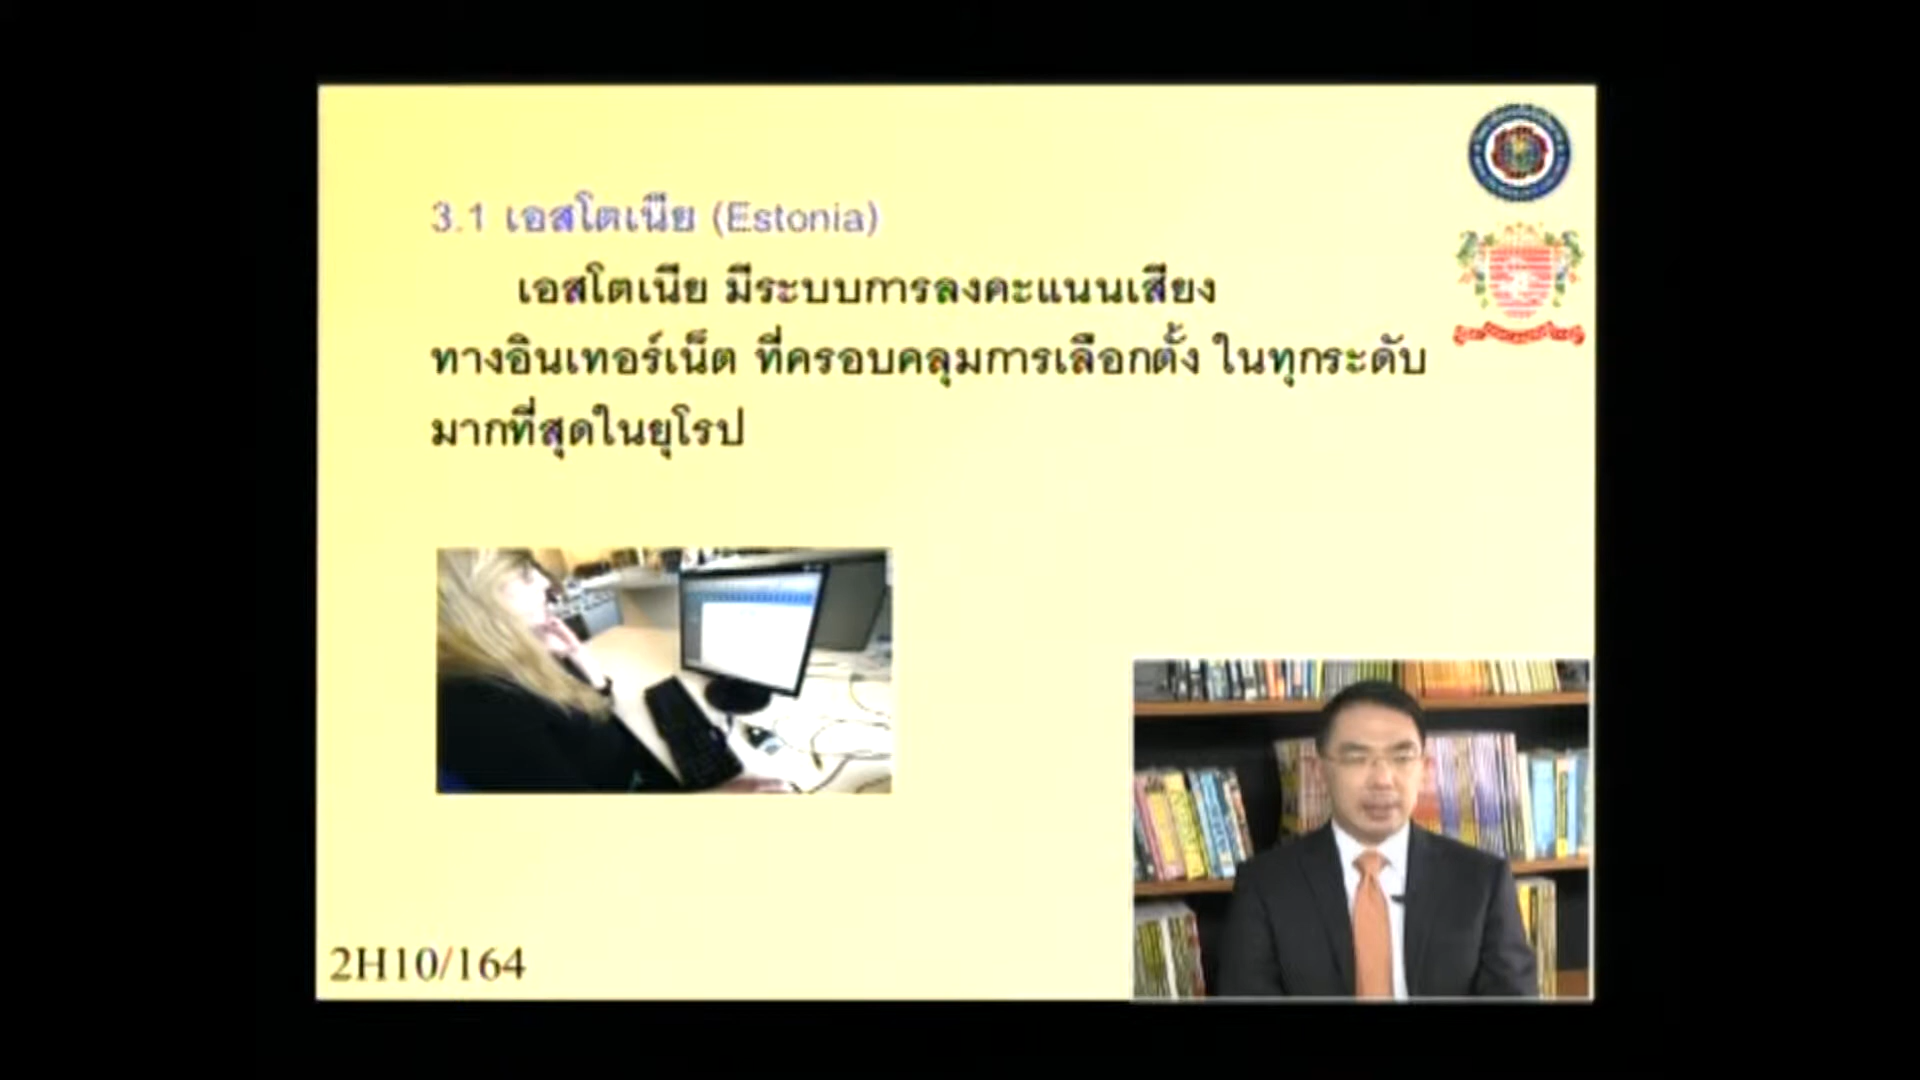 3.1 เอสโตเนีย (Estonia)
เอสโตเนีย มีระบบการลงคะแนนเสียง
ทางอินเทอร์เน็ต ที่ครอบคลุมการเลือกตั้ง ในทุกระดับ
มากที่สุดในยุโรป
2H10/164